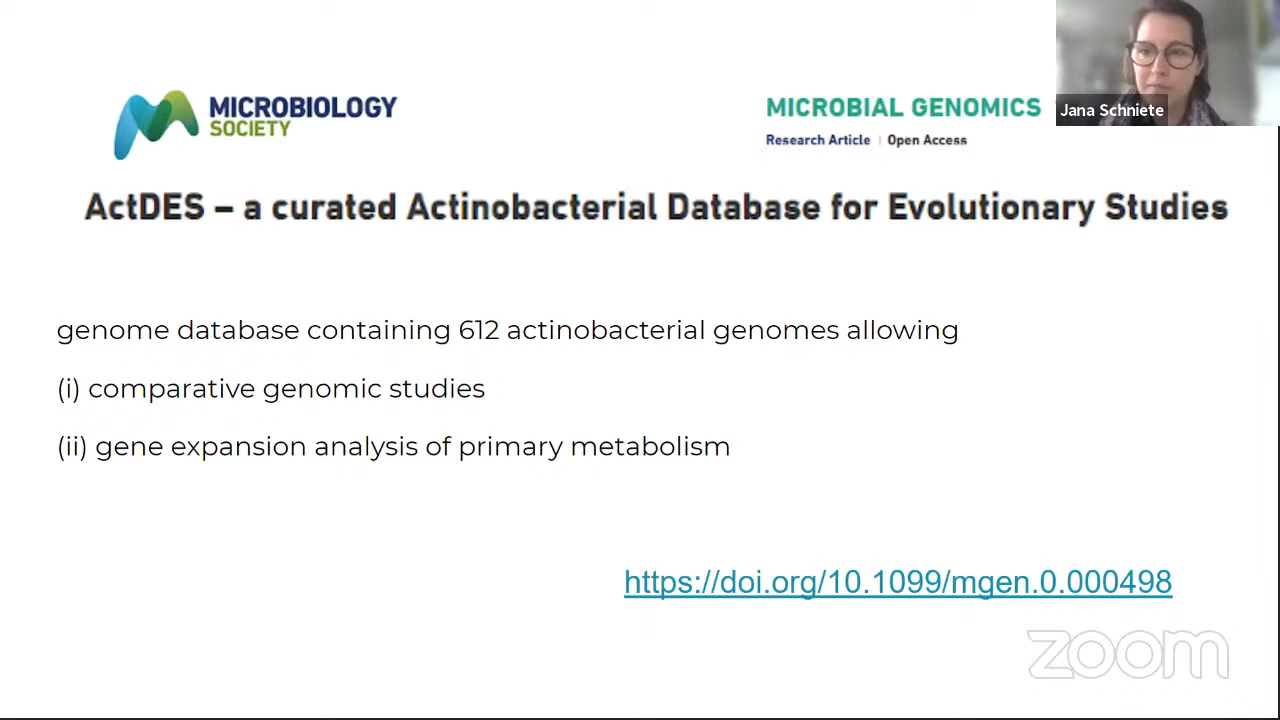 MICROBIOLOGY
SOCIETY
MICROBIAL GENOMICS
Research Article | Open Access
Jana Schniete
ActDES – a curated Actinobacterial Database for Evolutionary Studies
genome database containing 612 actinobacterial genomes allowing
(i) comparative genomic studies
(ii) gene expansion analysis of primary metabolism
https://doi.org/10.1099/mgen.0.000498
zoom